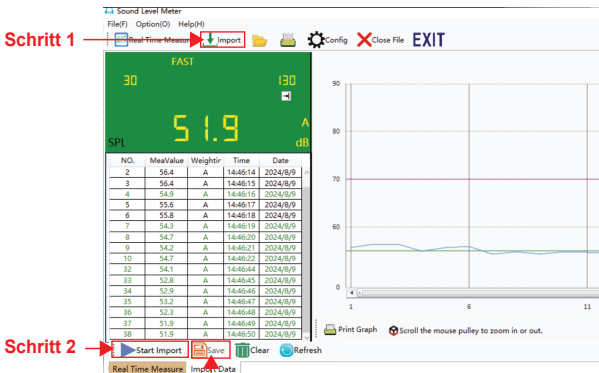 Sound Level Meter
File(F) Option(O) Help(H)
Schritt 1
Real Time Measure Import Config Close File EXIT
FAST
30 130
51.9
A
SPL dB
NO. MeaValue Weightin Time Date
2 56.4 A 14:46:14 2024/8/9
3 56.4 A 14:46:15 2024/8/9
4 54.9 A 14:46:16 2024/8/9
5 55.6 A 14:46:17 2024/8/9
6 55.8 A 14:46:18 2024/8/9
7 54.3 A 14:46:19 2024/8/9
8 54.7 A 14:46:20 2024/8/9
9 54.2 A 14:46:21 2024/8/9
10 54.7 A 14:46:22 2024/8/9
32 54.1 A 14:46:44 2024/8/9
33 52.8 A 14:46:45 2024/8/9
34 52.9 A 14:46:46 2024/8/9
35 53.2 A 14:46:47 2024/8/9
36 52.3 A 14:46:48 2024/8/9
37 51.9 A 14:46:49 2024/8/9
38 51.9 A 14:46:50 2024/8/9
90
80
70
60
0
1 6 11
Print Graph Scroll the mouse pulley to zoom in or out.
Schritt 2
Start Import Save Clear Refresh
Real Time Measure Import Data